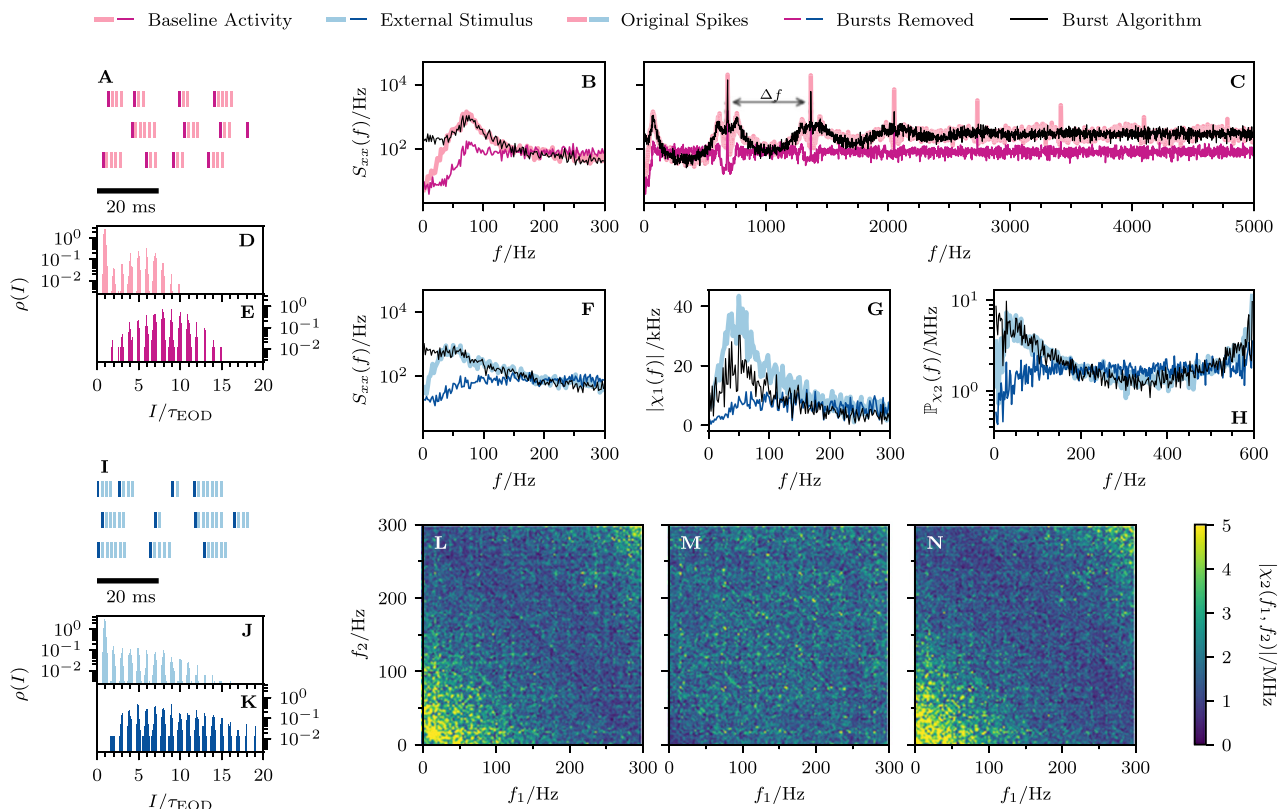 Baseline Activity External Stimulus Original Spikes Bursts Removed Burst Algorithm
A
20 ms
B
S_xx(f)/Hz
10^4
10^2
0 100 200 300
f/Hz
C
Δf
S_xx(f)/Hz
10^4
10^2
0 1000 2000 3000 4000 5000
f/Hz
D
10^0
10^−2
ρ(I)
E
10^0
10^−1
10^−2
0 5 10 15 20
I/τ_EOD
F
S_xx(f)/Hz
10^4
10^2
0 100 200 300
f/Hz
G
|χ_1(f)|/kHz
40
20
0
0 100 200 300
f/Hz
H
ℙ_χ2(f)/MHz
10^1
10^0
0 200 400 600
f/Hz
I
20 ms
J
10^0
10^−2
ρ(I)
K
10^0
10^−1
10^−2
0 5 10 15 20
I/τ_EOD
L
M
N
f_2/Hz
300
200
100
0
0 100 200 300
f_1/Hz
0 100 200 300
f_1/Hz
0 100 200 300
f_1/Hz
5
4
3
2
1
0
|χ_2(f_1, f_2)|/MHz